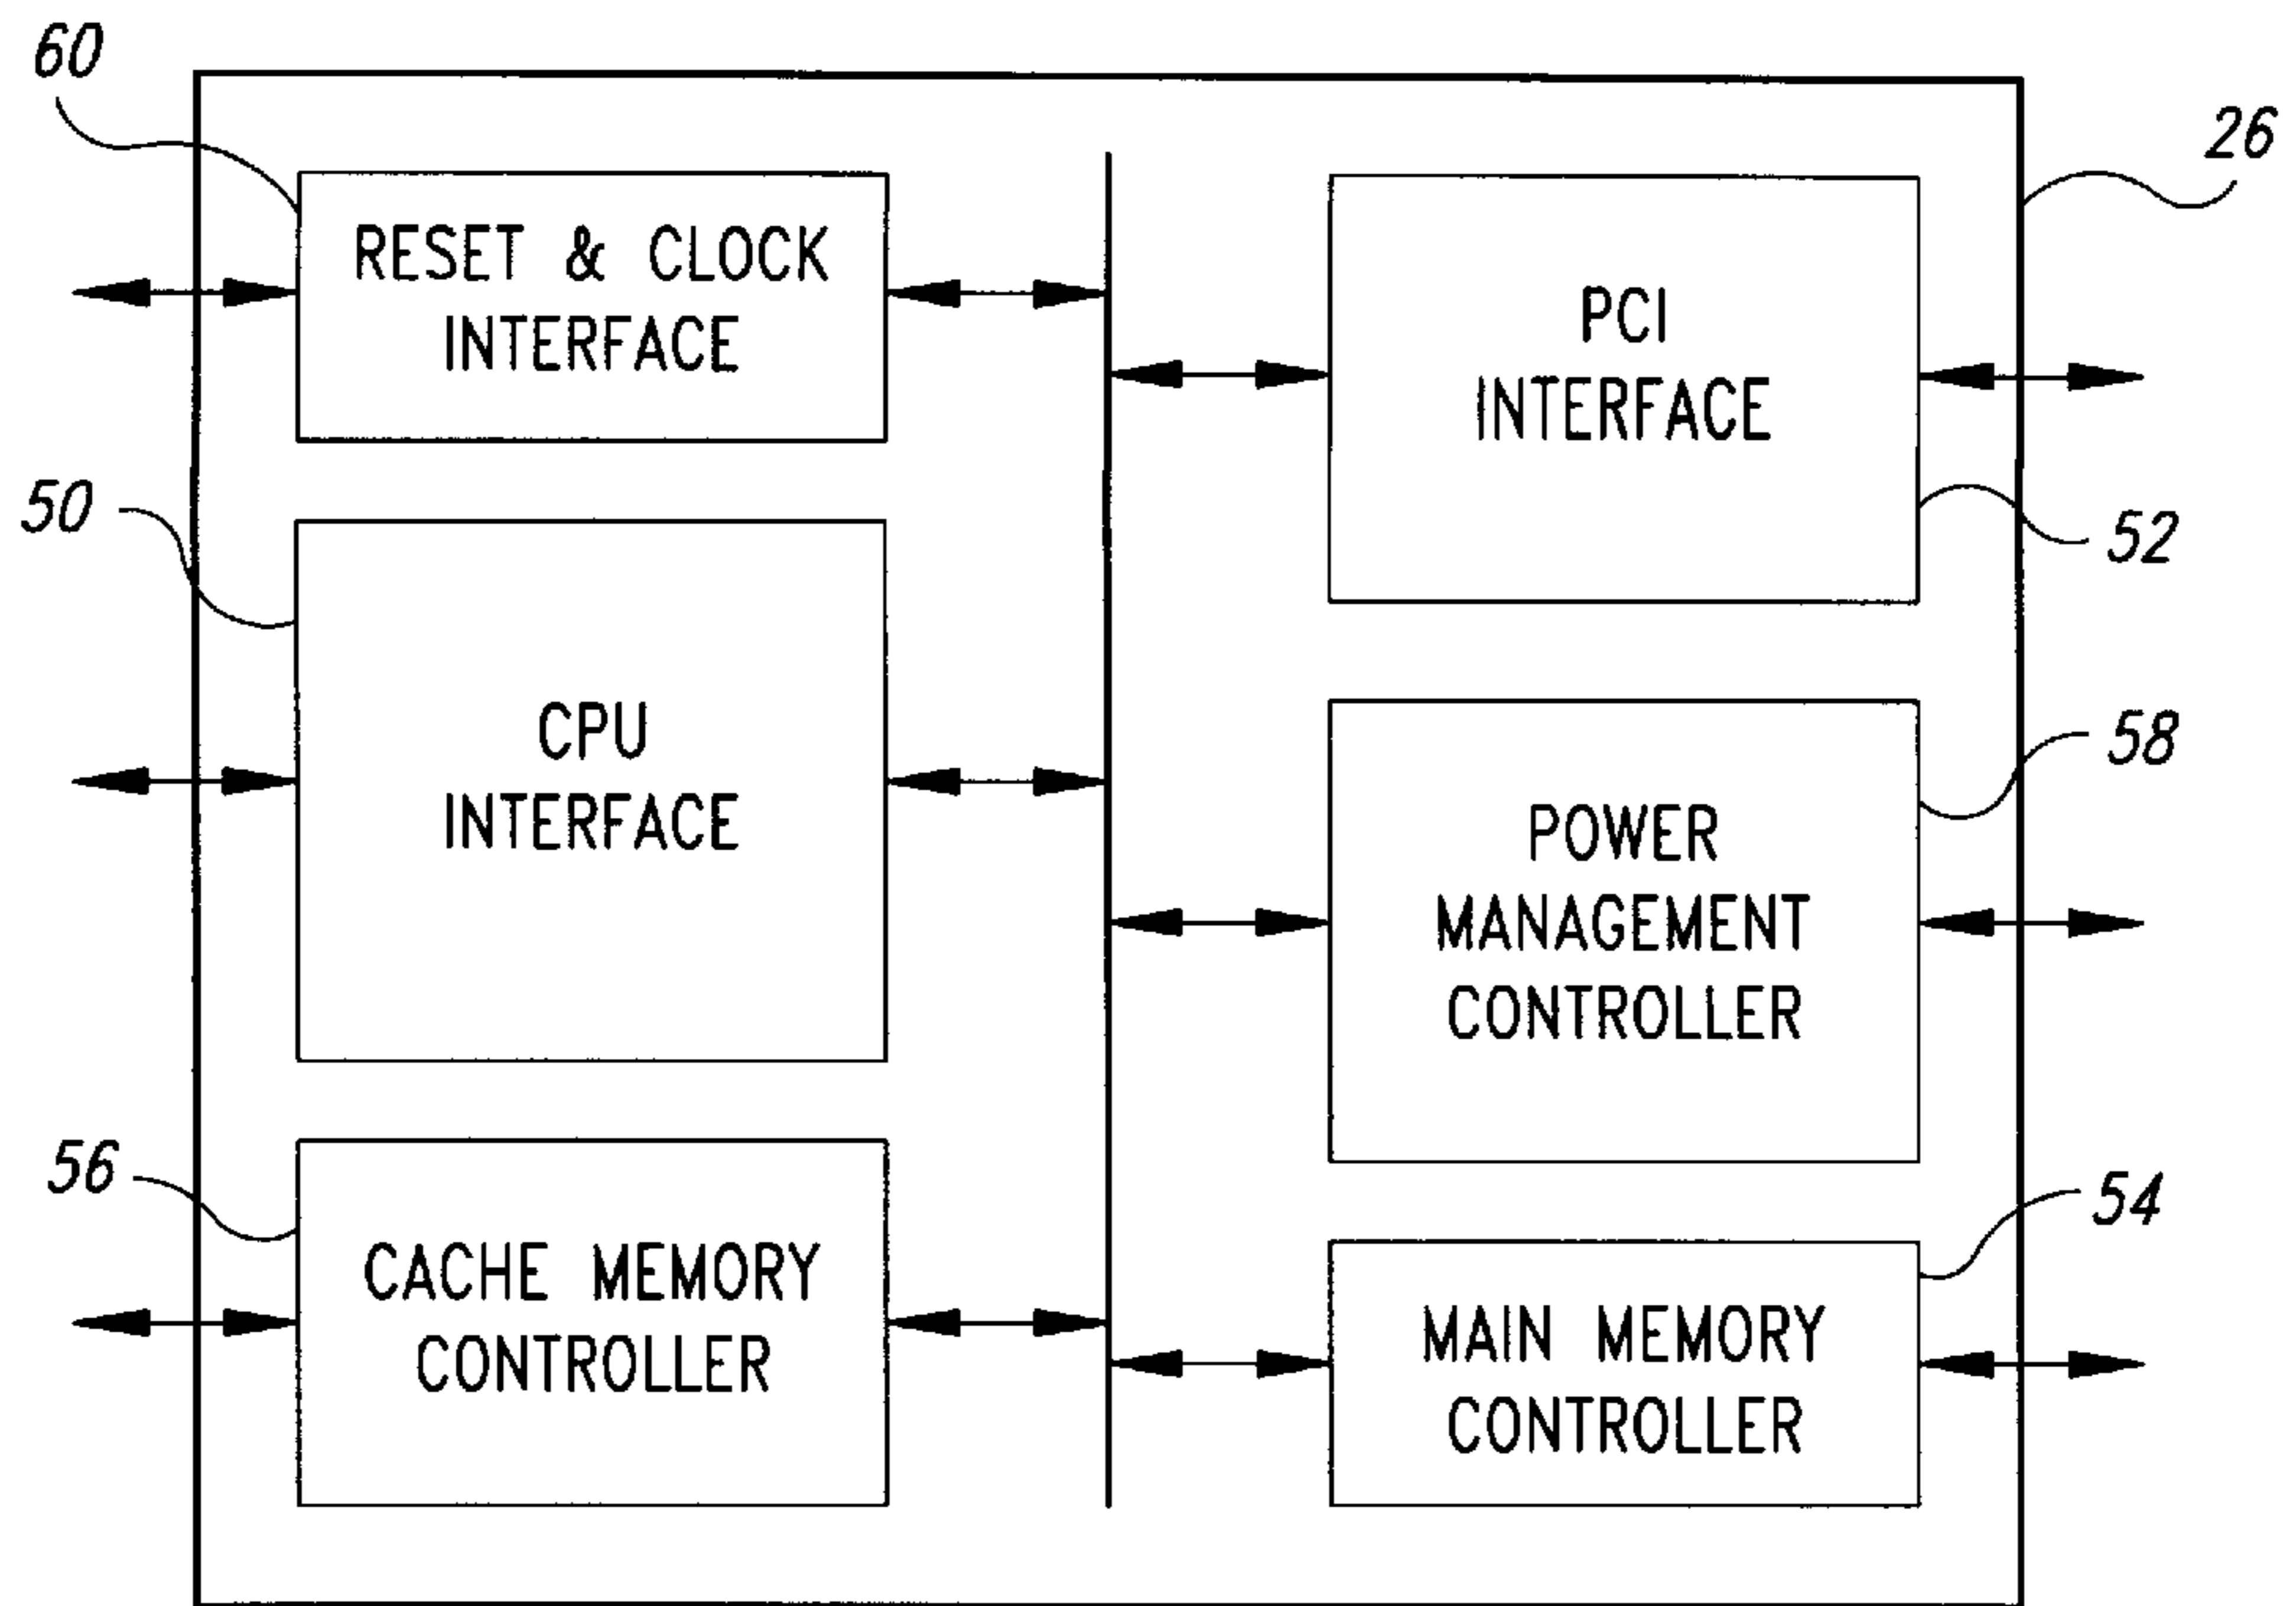 60
26
RESET & CLOCK
INTERFACE
PCI
INTERFACE
50
52
CPU
INTERFACE
58
POWER
MANAGEMENT
CONTROLLER
56
54
CACHE MEMORY
CONTROLLER
MAIN MEMORY
CONTROLLER